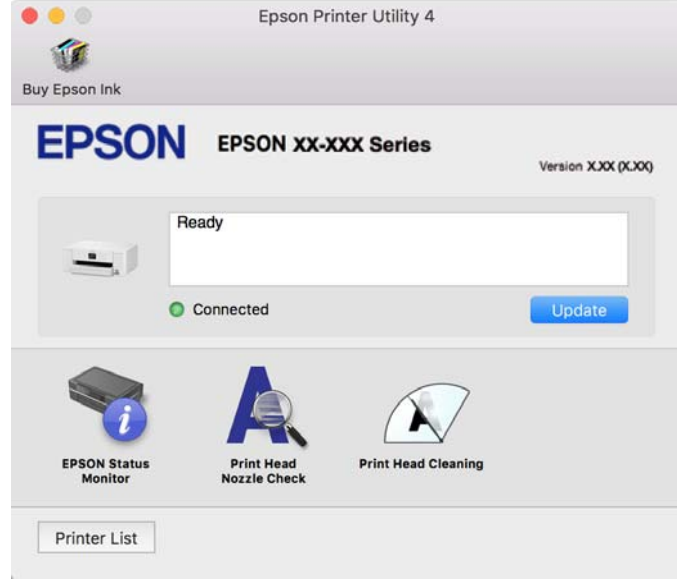 Epson Printer Utility 4
Buy Epson Ink
EPSON
EPSON XX-XXX Series
Version X.XX (X.XX)
Ready
Connected
Update
EPSON Status
Monitor
Print Head
Nozzle Check
Print Head Cleaning
Printer List